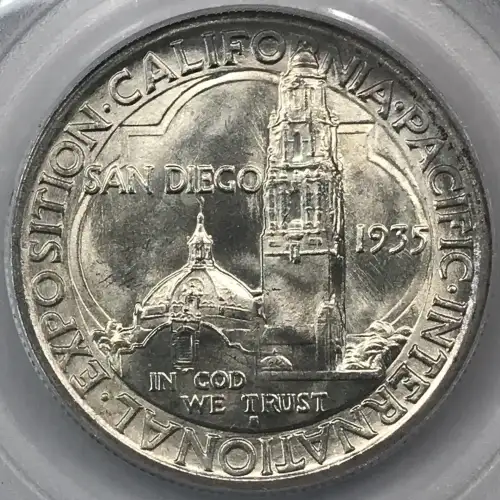 CALIFORNIA · PACIFIC · INTERNATIONAL · EXPOSITION ·
SAN DIEGO
1935
IN GOD
WE TRUST